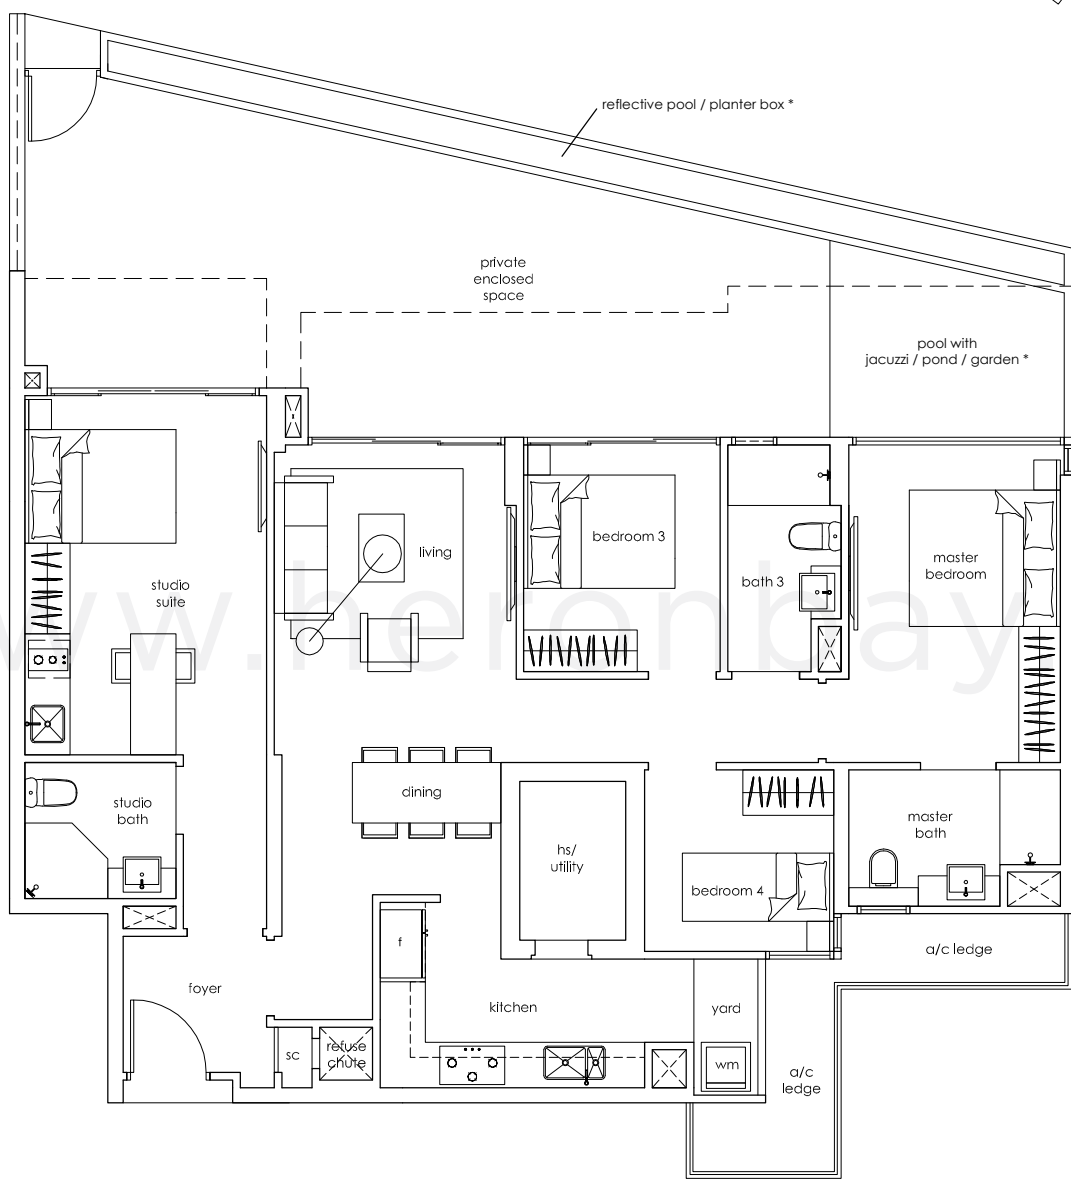 reflective pool / planter box *
private
enclosed
space
pool with
jacuzzi / pond / garden *
living
bedroom 3
master
bedroom
bath 3
studio
suite
www.heronbay.
dining
studio
bath
master
bath
hs/
utility
bedroom 4
f
a/c ledge
foyer
kitchen
yard
sc
refuse
chute
wm
a/c
ledge